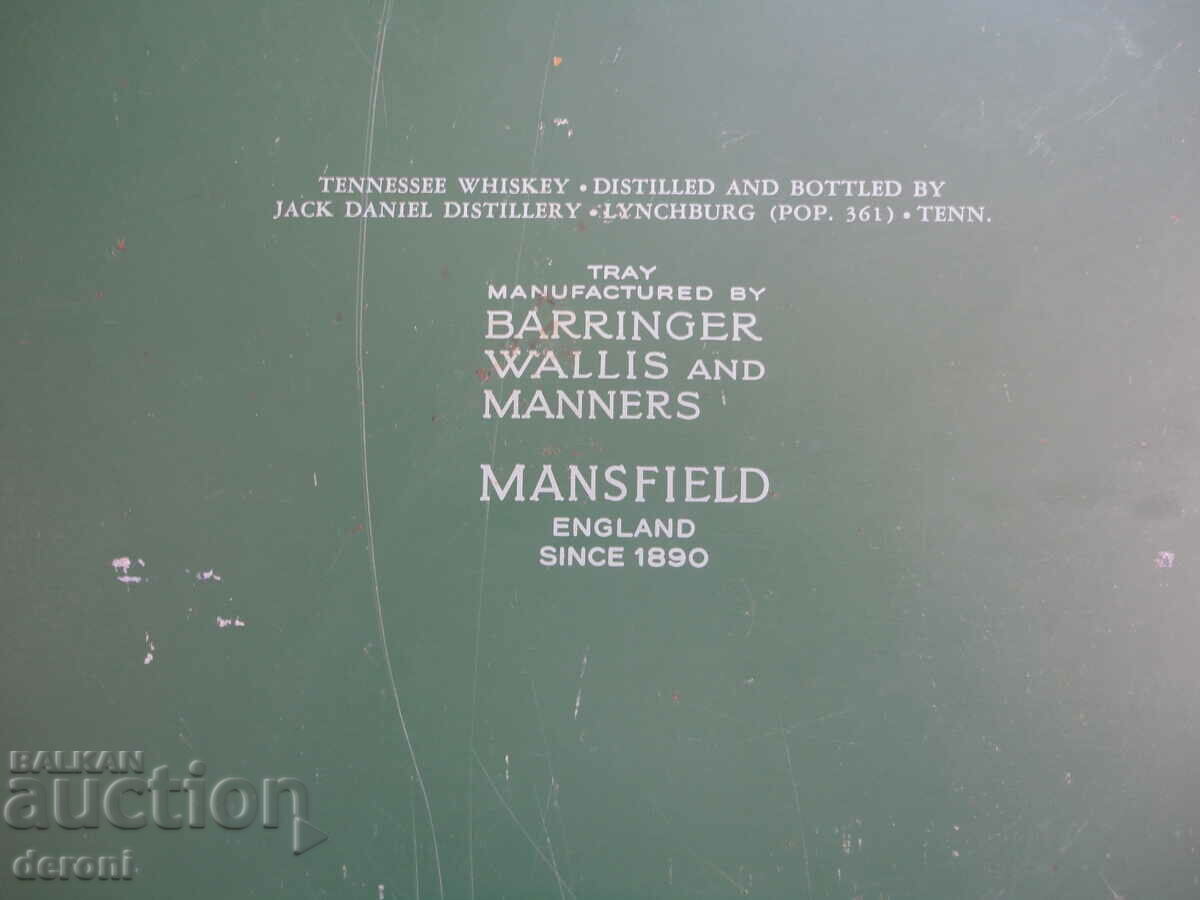 TENNESSEE WHISKEY • DISTILLED AND BOTTLED BY
JACK DANIEL DISTILLERY • LYNCHBURG (POP. 361) • TENN.
TRAY
MANUFACTURED BY
BARRINGER
WALLIS AND
MANNERS
MANSFIELD
ENGLAND
SINCE 1890
BALKAN
auction
deroni